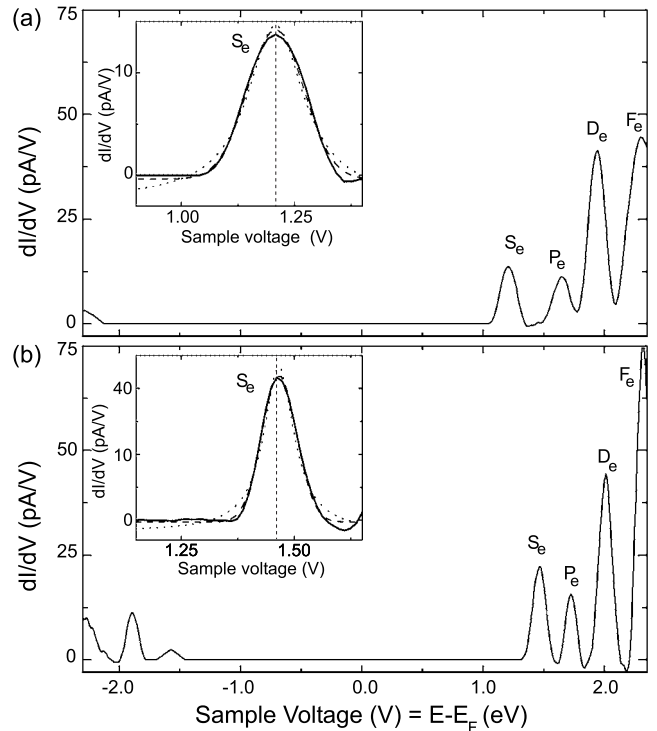 (a)
75
50
25
0
dI/dV (pA/V)
10
0
dI/dV (pA/V)
Se
1.00
1.25
Sample voltage (V)
Se
Pe
De
Fe
(b)
75
50
25
0
dI/dV (pA/V)
40
10
0
dI/dV (pA/V)
Se
1.25
1.50
Sample voltage (V)
Se
Pe
De
Fe
-2.0
-1.0
0.0
1.0
2.0
Sample Voltage (V) = E-EF (eV)